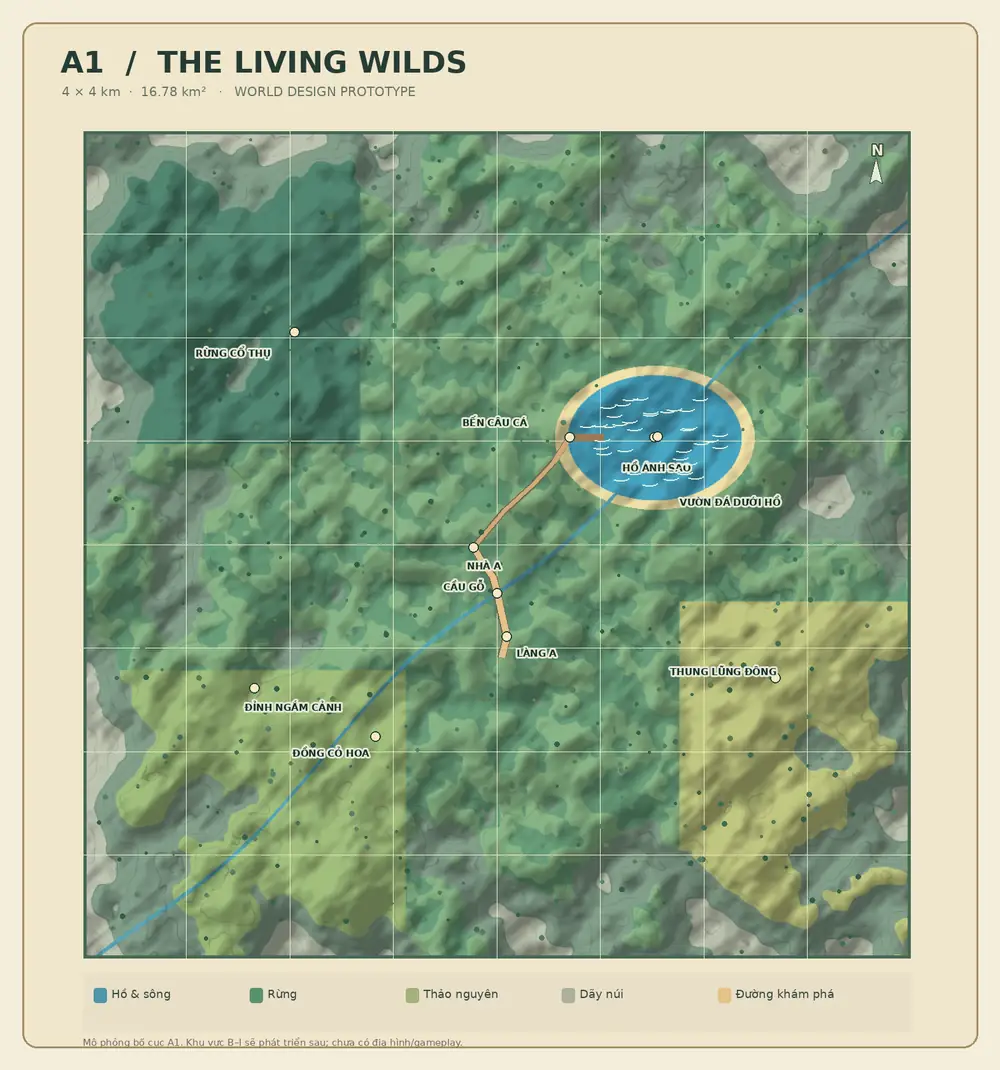 A1 / THE LIVING WILDS
4 × 4 km · 16.78 km² · WORLD DESIGN PROTOTYPE
N
RỪNG CỔ THỤ
BẾN CÂU CÁ
HỒ ÁNH SAO
VƯỜN ĐÁ DƯỚI HỒ
NHÀ A
CẦU GỖ
LÀNG A
THUNG LŨNG ĐÔNG
ĐỈNH NGẮM CẢNH
ĐỒNG CỎ HOA
Hồ & sông
Rừng
Thảo nguyên
Dãy núi
Đường khám phá
Mô phỏng bố cục A1. Khu vực B–I sẽ phát triển sau; chưa có địa hình/gameplay.